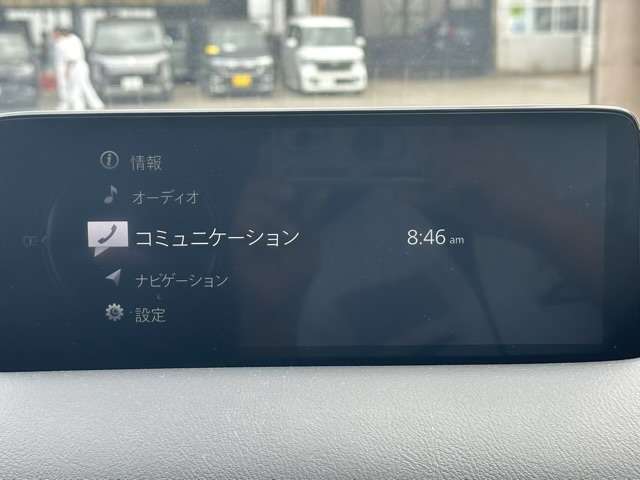 情報
オーディオ
コミュニケーション
8:46 am
ナビゲーション
設定